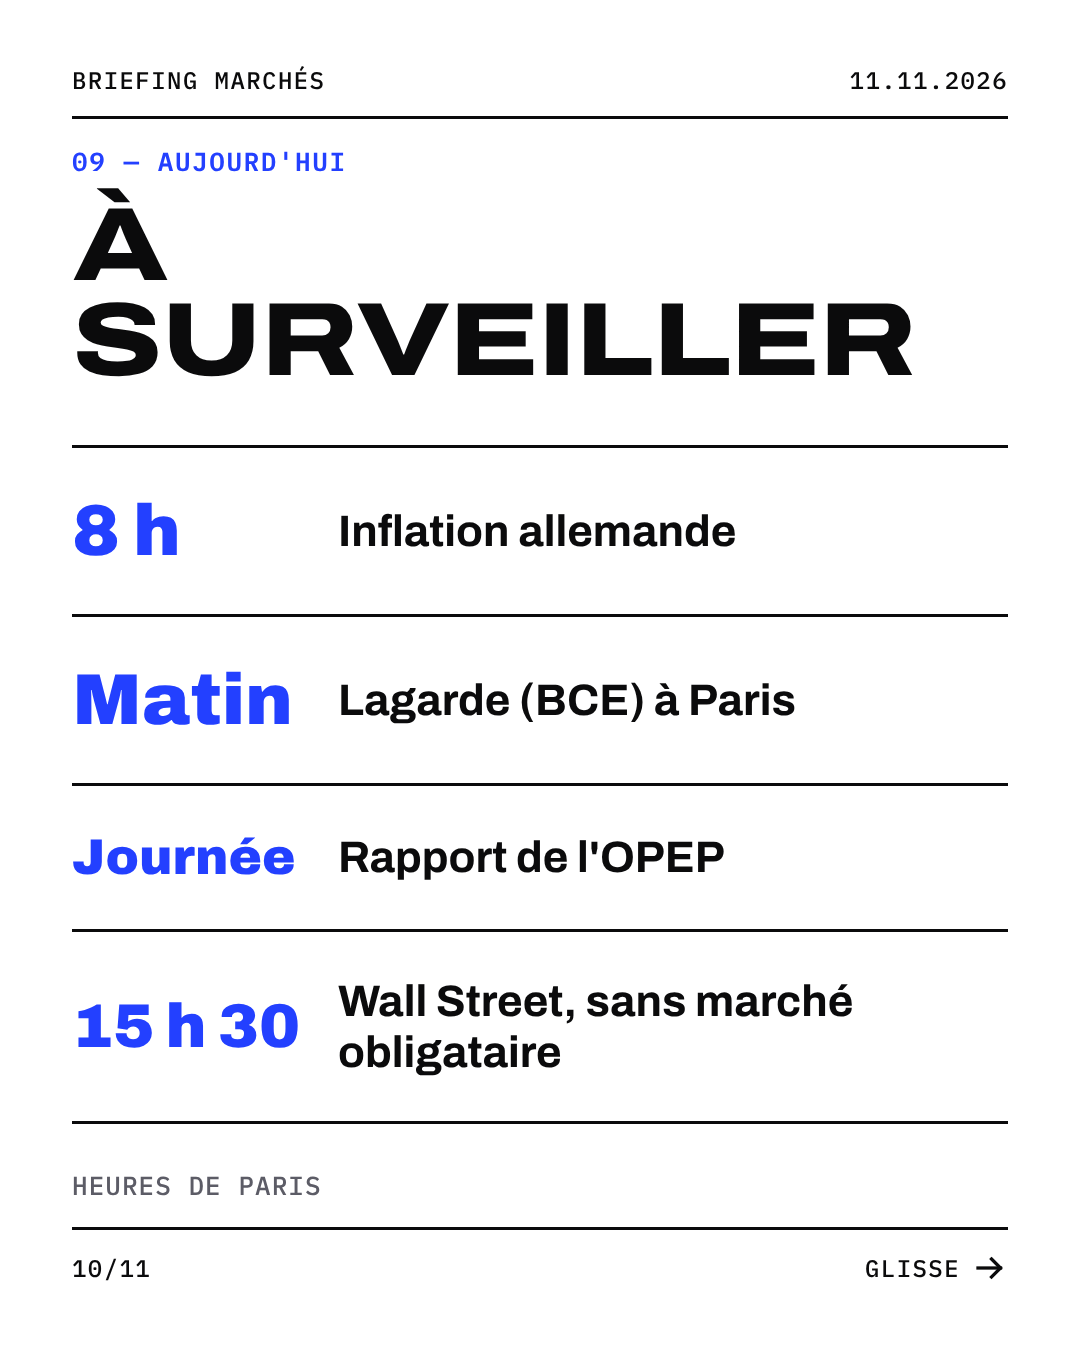 BRIEFING MARCHÉS
11.11.2026
09 — AUJOURD'HUI
À
SURVEILLER
8 h
Inflation allemande
Matin
Lagarde (BCE) à Paris
Journée
Rapport de l'OPEP
15 h 30
Wall Street, sans marché
obligataire
HEURES DE PARIS
10/11
GLISSE →